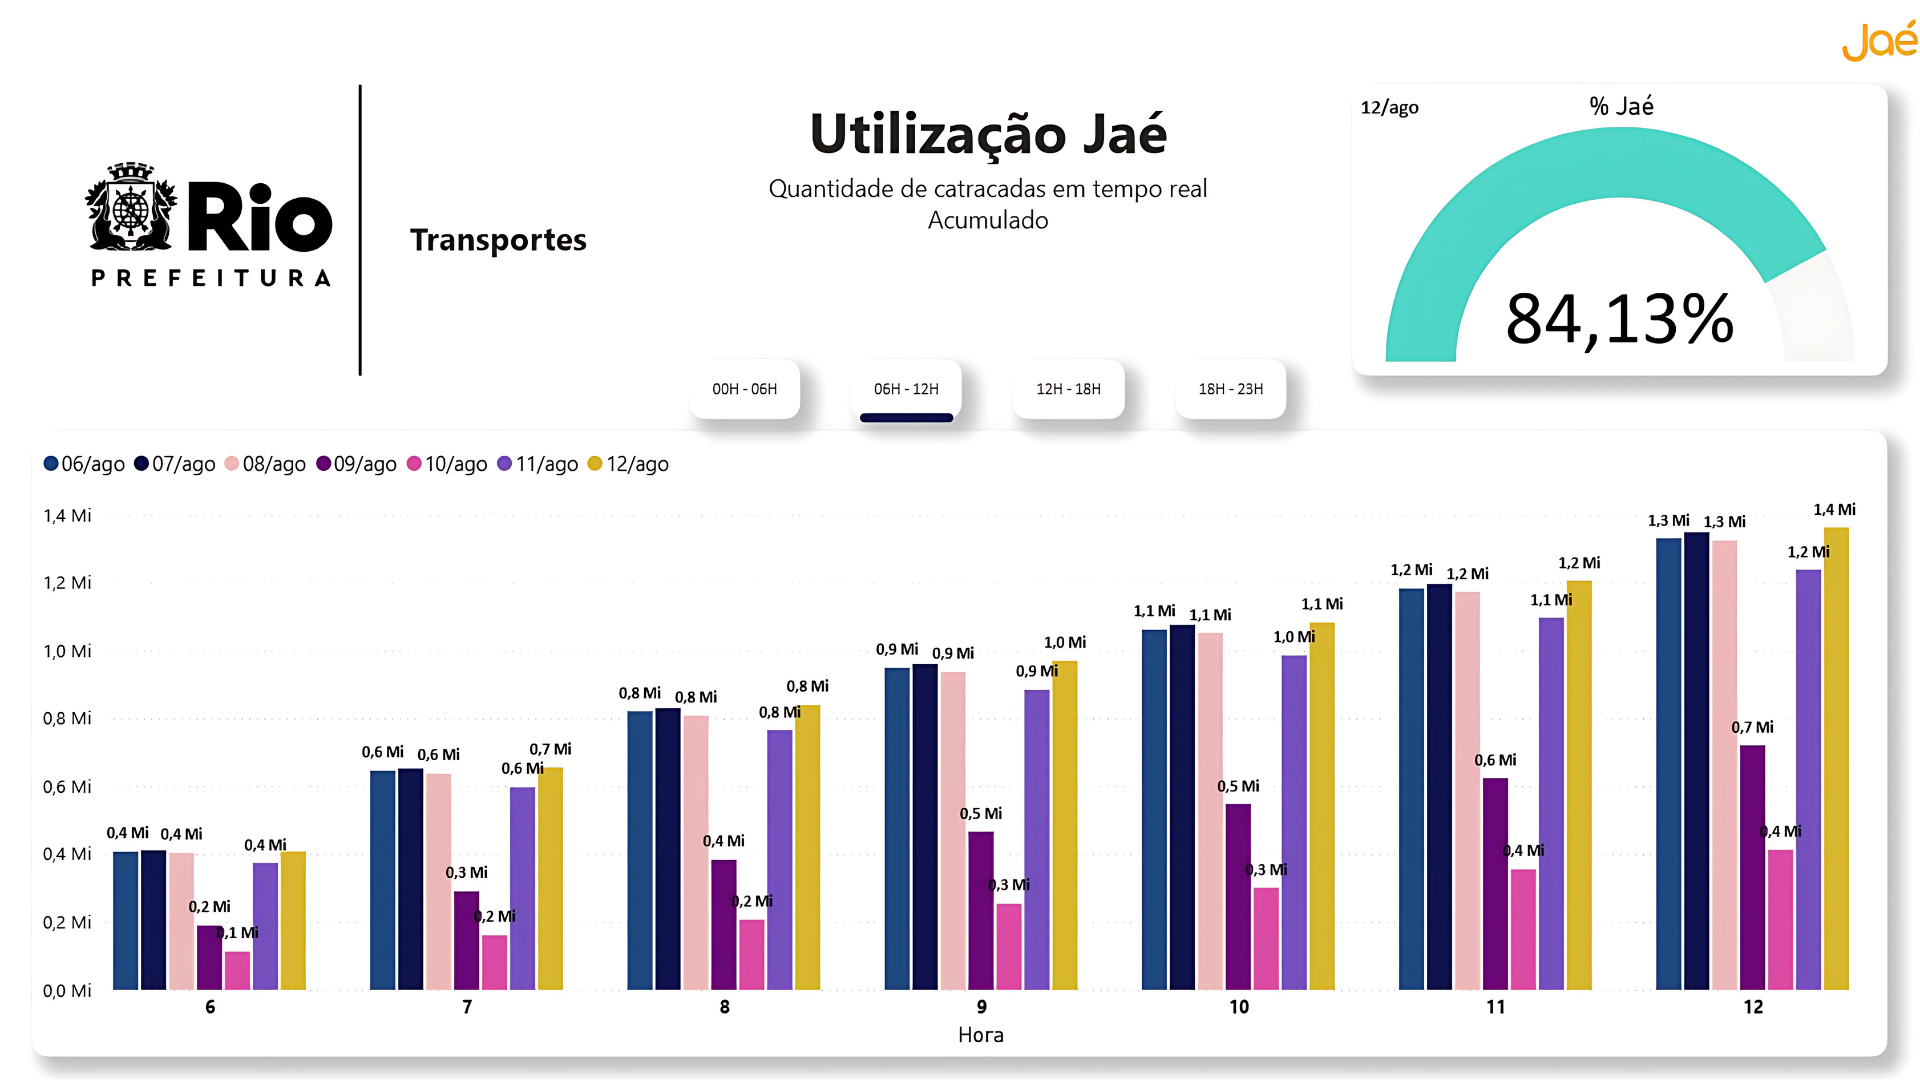 Jaé
Rio
PREFEITURA
Transportes
Utilização Jaé
Quantidade de catracadas em tempo real
Acumulado
12/ago
% Jaé
84,13%
00H - 06H
06H - 12H
12H - 18H
18H - 23H
06/ago 07/ago 08/ago 09/ago 10/ago 11/ago 12/ago
1,4 Mi
1,2 Mi
1,0 Mi
0,8 Mi
0,6 Mi
0,4 Mi
0,2 Mi
0,0 Mi
0,4 Mi 0,4 Mi 0,2 Mi 0,1 Mi 0,4 Mi
0,6 Mi 0,6 Mi 0,3 Mi 0,2 Mi 0,6 Mi 0,7 Mi
0,8 Mi 0,8 Mi 0,4 Mi 0,2 Mi 0,8 Mi 0,8 Mi
0,9 Mi 0,9 Mi 0,5 Mi 0,3 Mi 0,9 Mi 1,0 Mi
1,1 Mi 1,1 Mi 0,5 Mi 0,3 Mi 1,0 Mi 1,1 Mi
1,2 Mi 1,2 Mi 0,6 Mi 0,4 Mi 1,1 Mi 1,2 Mi
1,3 Mi 1,3 Mi 0,7 Mi 0,4 Mi 1,2 Mi 1,4 Mi
6 7 8 9 10 11 12
Hora